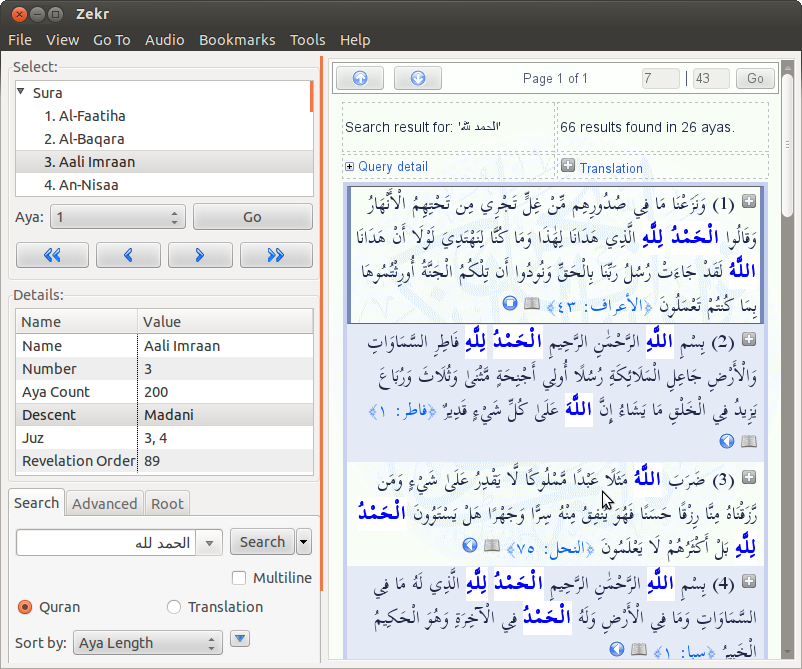 Zekr
File View Go To Audio Bookmarks Tools Help
Select:
Sura
1. Al-Faatiha
2. Al-Baqara
3. Aali Imraan
4. An-Nisaa
Aya: 1 Go
Details:
Name Value
Name Aali Imraan
Number 3
Aya Count 200
Descent Madani
Juz 3, 4
Revelation Order 89
Search Advanced Root
الحمد لله Search
Multiline
Quran Translation
Sort by: Aya Length
Page 1 of 1 7 | 43 Go
Search result for: 'الحمد لله' 66 results found in 26 ayas.
Query detail Translation
(1) وَنَزَعْنَا مَا فِي صُدُورِهِم مِّنْ غِلٍّ تَجْرِي مِن تَحْتِهِمُ الْأَنْهَارُ
وَقَالُوا الْحَمْدُ لِلَّهِ الَّذِي هَدَانَا لِهَٰذَا وَمَا كُنَّا لِنَهْتَدِيَ لَوْلَا أَنْ هَدَانَا
اللَّهُ لَقَدْ جَاءَتْ رُسُلُ رَبِّنَا بِالْحَقِّ وَنُودُوا أَن تِلْكُمُ الْجَنَّةُ أُورِثْتُمُوهَا
بِمَا كُنتُمْ تَعْمَلُونَ ﴿الأعراف: ٤٣﴾
(2) بِسْمِ اللَّهِ الرَّحْمَٰنِ الرَّحِيمِ الْحَمْدُ لِلَّهِ فَاطِرِ السَّمَاوَاتِ
وَالْأَرْضِ جَاعِلِ الْمَلَائِكَةِ رُسُلًا أُولِي أَجْنِحَةٍ مَّثْنَىٰ وَثُلَاثَ وَرُبَاعَ
يَزِيدُ فِي الْخَلْقِ مَا يَشَاءُ إِنَّ اللَّهَ عَلَىٰ كُلِّ شَيْءٍ قَدِيرٌ ﴿فاطر: ١﴾
(3) ضَرَبَ اللَّهُ مَثَلًا عَبْدًا مَّمْلُوكًا لَّا يَقْدِرُ عَلَىٰ شَيْءٍ وَمَن
رَّزَقْنَاهُ مِنَّا رِزْقًا حَسَنًا فَهُوَ يُنفِقُ مِنْهُ سِرًّا وَجَهْرًا هَلْ يَسْتَوُونَ الْحَمْدُ
لِلَّهِ بَلْ أَكْثَرُهُمْ لَا يَعْلَمُونَ ﴿النحل: ٧٥﴾
(4) بِسْمِ اللَّهِ الرَّحْمَٰنِ الرَّحِيمِ الْحَمْدُ لِلَّهِ الَّذِي لَهُ مَا فِي
السَّمَاوَاتِ وَمَا فِي الْأَرْضِ وَلَهُ الْحَمْدُ فِي الْآخِرَةِ وَهُوَ الْحَكِيمُ
الْخَبِيرُ ﴿سبا: ١﴾